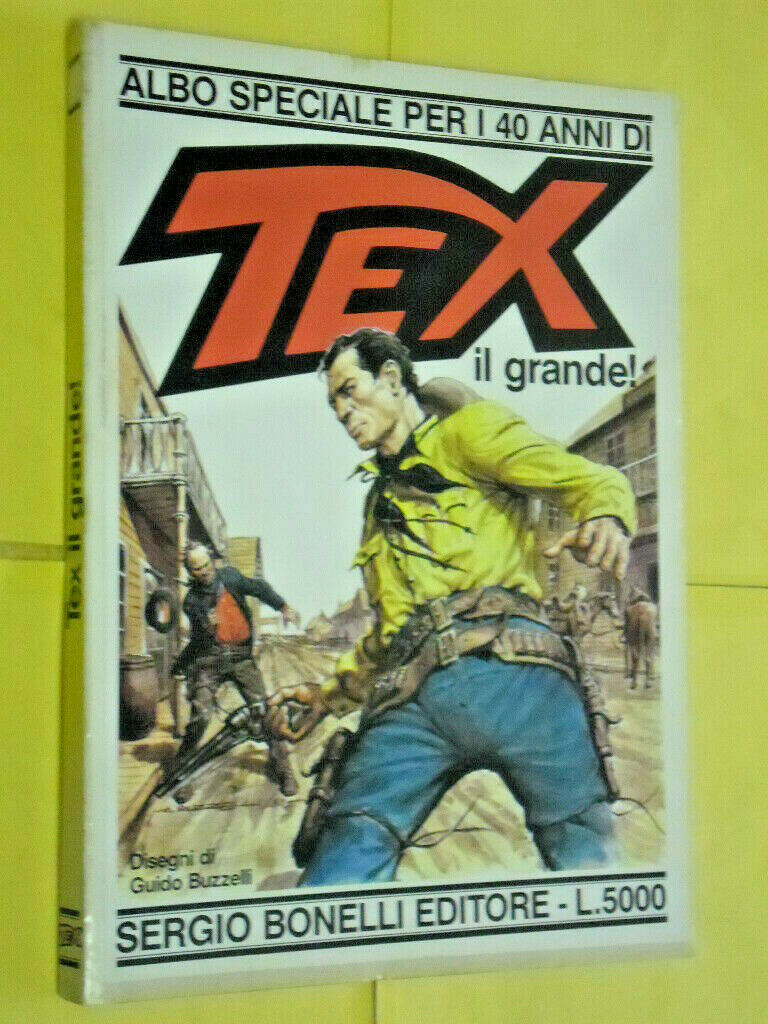 ALBO SPECIALE PER I 40 ANNI DI
TEX
il grande!
Disegni di
Guido Buzzelli
SERGIO BONELLI EDITORE - L.5000
Tex il grande!
TEX